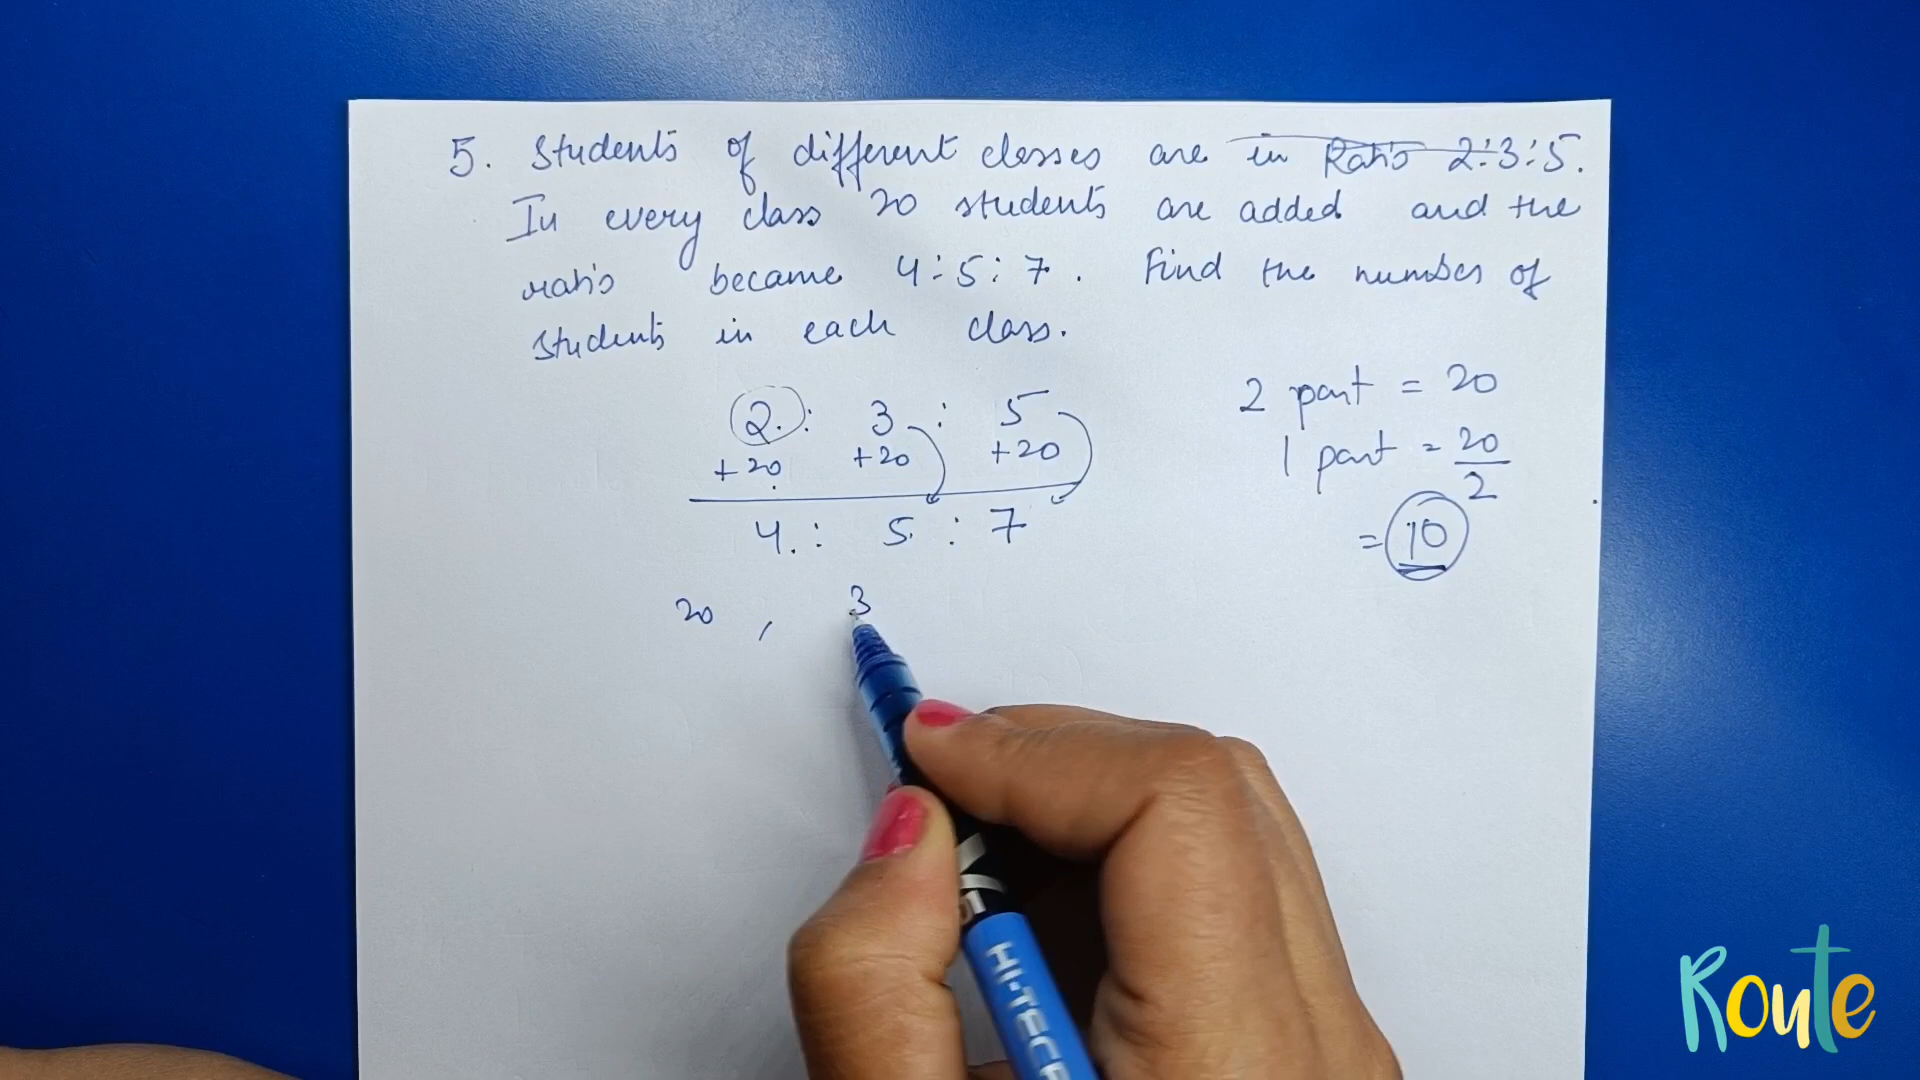 5. Students of different classes are in Ratio 2:3:5.
In every class 20 students are added and the
ratio became 4:5:7. Find the number of
students in each class.
2 : 3 : 5
+20 +20 +20
4 : 5 : 7
20 , 3
2 part = 20
1 part = 20/2
= 10
HI-TECP
Route